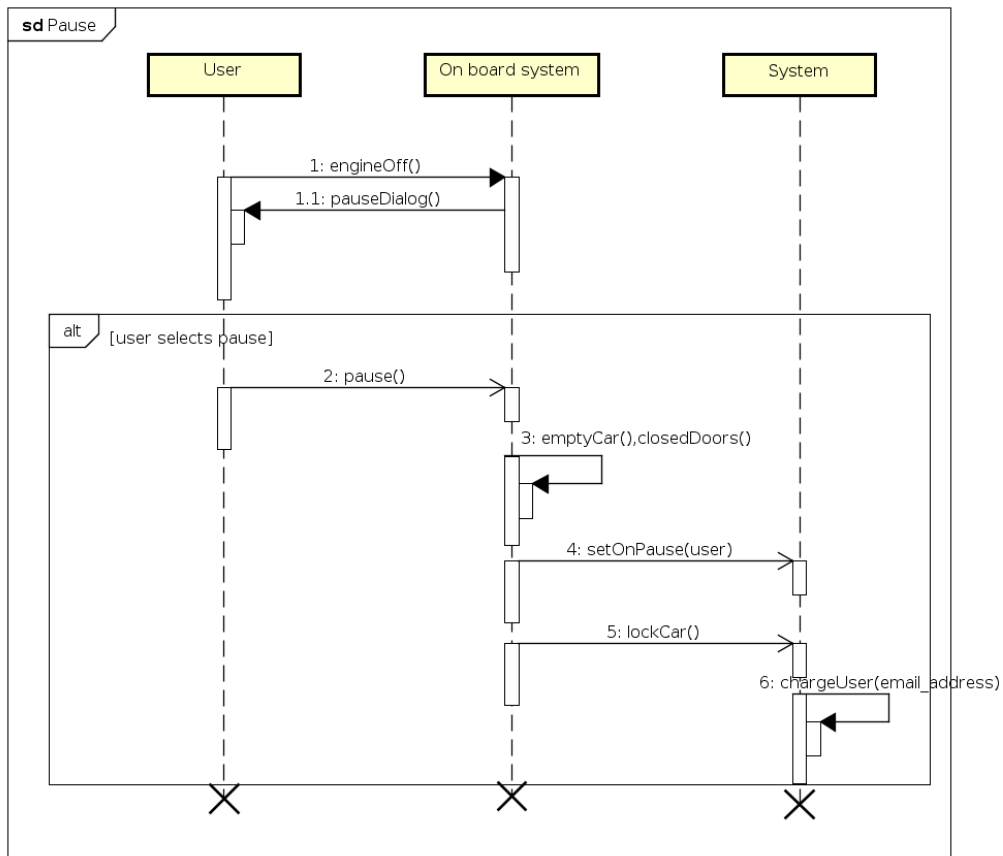 sd Pause
User
On board system
System
1: engineOff()
1.1: pauseDialog()
alt
[user selects pause]
2: pause()
3: emptyCar(),closedDoors()
4: setOnPause(user)
5: lockCar()
6: chargeUser(email_address)